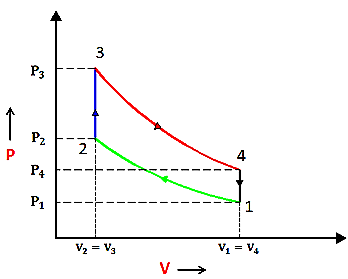 3
P₃
4
P₂
2
P₄
P₁
1
p
v₂ = v₃
v₁ = v₄
V